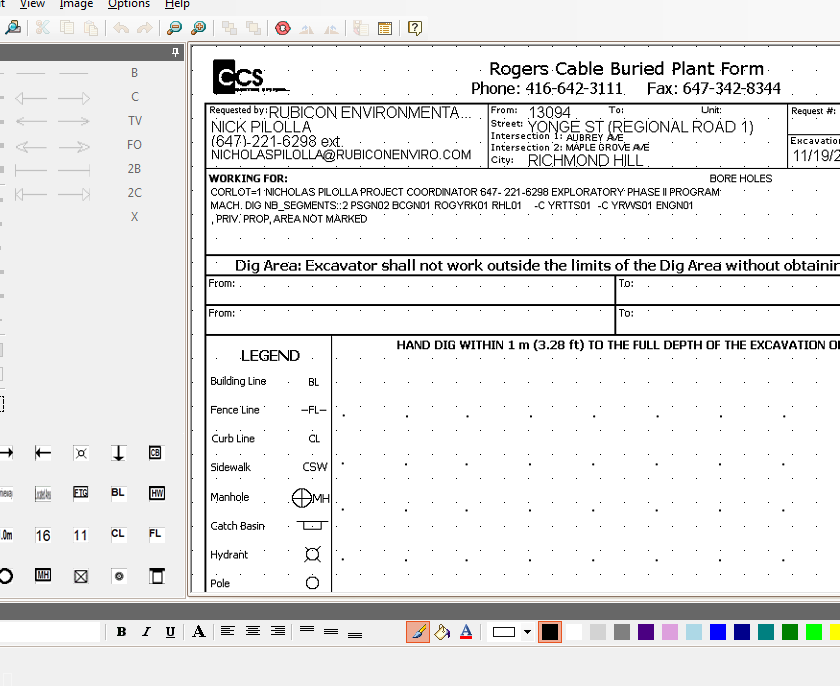 View Image Options Help
B
C
TV
FO
2B
2C
X
CB
FTG BL HW
.0m 16 11 CL FL
MH
B I U A
CCS
Rogers Cable Buried Plant Form
Phone: 416-642-3111 Fax: 647-342-8344
Requested by: RUBICON ENVIRONMENTA...
NICK PILOLLA
(647)-221-6298 ext.
NICHOLASPILOLLA@RUBICONENVIRO.COM
From: 13094 To: Unit:
Street: YONGE ST (REGIONAL ROAD 1)
Intersection 1: AUBREY AVE
Intersection 2: MAPLE GROVE AVE
City: RICHMOND HILL
Request #:
Excavation
11/19/2
WORKING FOR: BORE HOLES
CORLOT=1 NICHOLAS PILOLLA PROJECT COORDINATOR 647- 221-6298 EXPLORATORY PHASE II PROGRAM
MACH. DIG NB_SEGMENTS::2 PSGN02 BCGN01 ROGYRK01 RHL01 -C YRTTS01 -C YRWS01 ENGN01
, PRIV. PROP, AREA NOT MARKED
Dig Area: Excavator shall not work outside the limits of the Dig Area without obtainin
From: To:
From: To:
HAND DIG WITHIN 1 m (3.28 ft) TO THE FULL DEPTH OF THE EXCAVATION O
LEGEND
Building Line BL
Fence Line –FL–
Curb Line CL
Sidewalk CSW
Manhole MH
Catch Basin
Hydrant
Pole